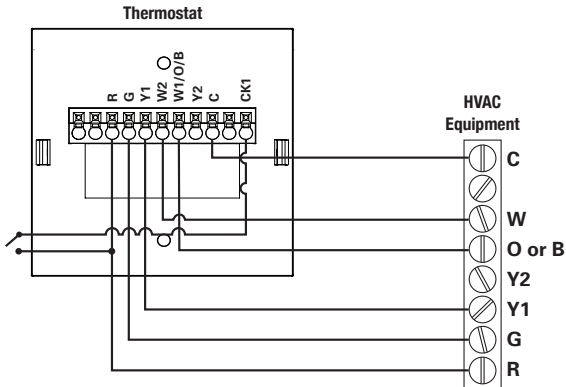 Thermostat
R
G
Y1
W2
W1/O/B
Y2
C
CK1
HVAC
Equipment
C
W
O or B
Y2
Y1
G
R